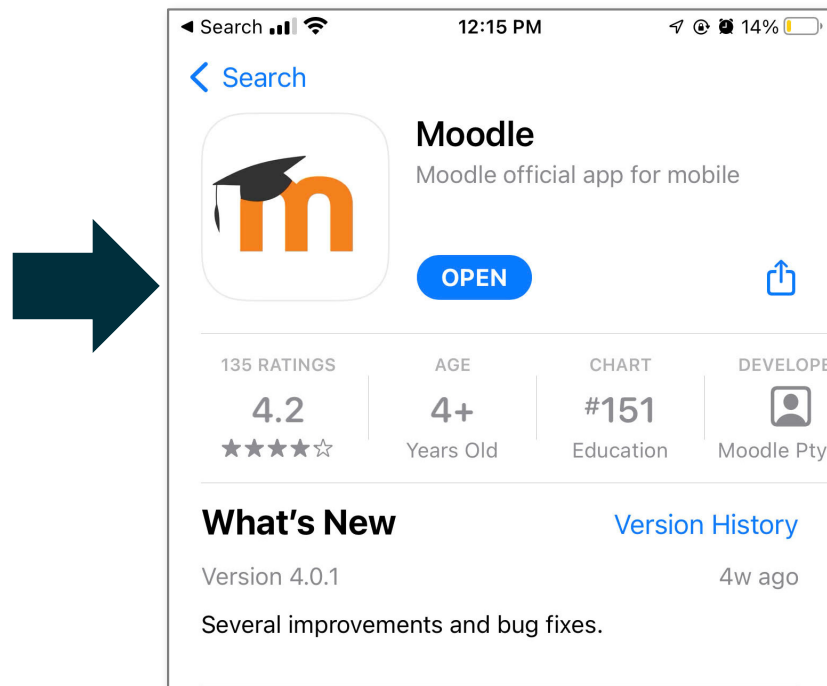 ◀ Search 12:15 PM 14%
Search
Moodle
Moodle official app for mobile
m
OPEN
135 RATINGS AGE CHART DEVELOPE
4.2 4+ #151
★★★★☆ Years Old Education Moodle Pty
What's New Version History
Version 4.0.1 4w ago
Several improvements and bug fixes.